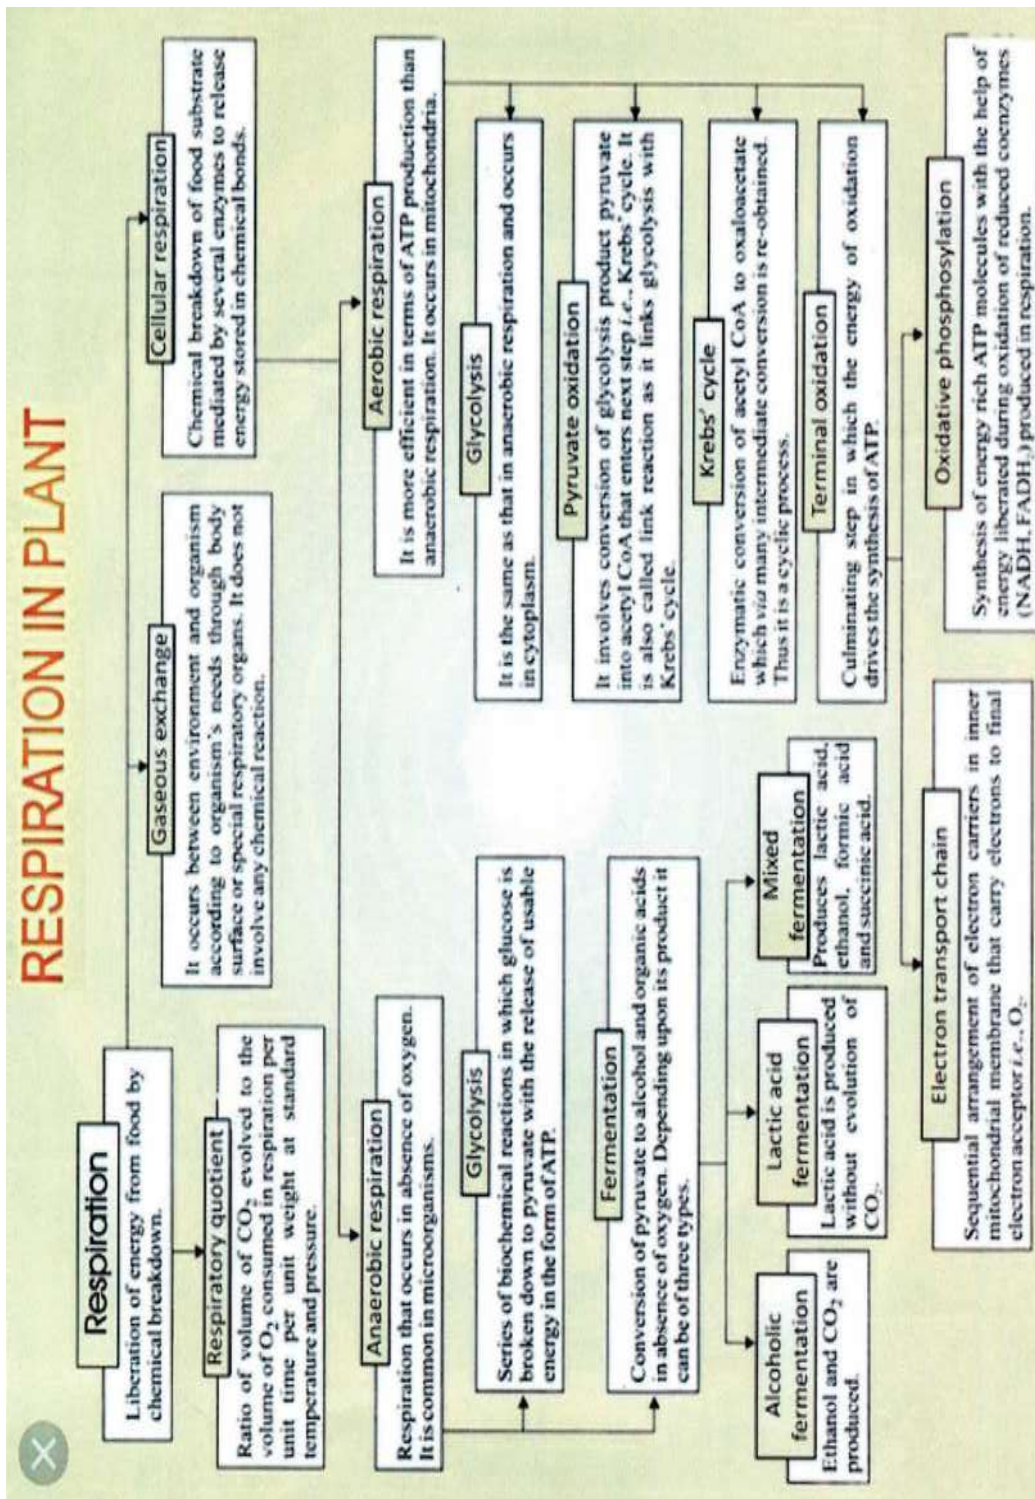 RESPIRATION IN PLANT
Respiration
Liberation of energy from food by
chemical breakdown.
Respiratory quotient
Ratio of volume of CO₂ evolved to the
volume of O₂ consumed in respiration per
unit time per unit weight at standard
temperature and pressure.
Gaseous exchange
It occurs between environment and organism
according to organism's needs through body
surface or special respiratory organs. It does not
involve any chemical reaction.
Cellular respiration
Chemical breakdown of food substrate
mediated by several enzymes to release
energy stored in chemical bonds.
Anaerobic respiration
Respiration that occurs in absence of oxygen.
It is common in microorganisms.
Aerobic respiration
It is more efficient in terms of ATP production than
anaerobic respiration. It occurs in mitochondria.
Glycolysis
Series of biochemical reactions in which glucose is
broken down to pyruvate with the release of usable
energy in the form of ATP.
Fermentation
Conversion of pyruvate to alcohol and organic acids
in absence of oxygen. Depending upon its product it
can be of three types.
Alcoholic
fermentation
Ethanol and CO₂ are
produced.
Lactic acid
fermentation
Lactic acid is produced
without evolution of
CO₂.
Mixed
fermentation
Produces lactic acid,
ethanol, formic acid
and succinic acid.
Glycolysis
It is the same as that in anaerobic respiration and occurs
in cytoplasm.
Pyruvate oxidation
It involves conversion of glycolysis product pyruvate
into acetyl CoA that enters next step i.e., Krebs' cycle. It
is also called link reaction as it links glycolysis with
Krebs' cycle.
Krebs' cycle
Enzymatic conversion of acetyl CoA to oxaloacetate
which via many intermediate conversion is re-obtained.
Thus it is a cyclic process.
Terminal oxidation
Culminating step in which the energy of oxidation
drives the synthesis of ATP.
Electron transport chain
Sequential arrangement of electron carriers in inner
mitochondrial membrane that carry electrons to final
electron acceptor i.e., O₂.
Oxidative phosphorylation
Synthesis of energy rich ATP molecules with the help of
energy liberated during oxidation of reduced coenzymes
(NADH, FADH₂) produced in respiration.